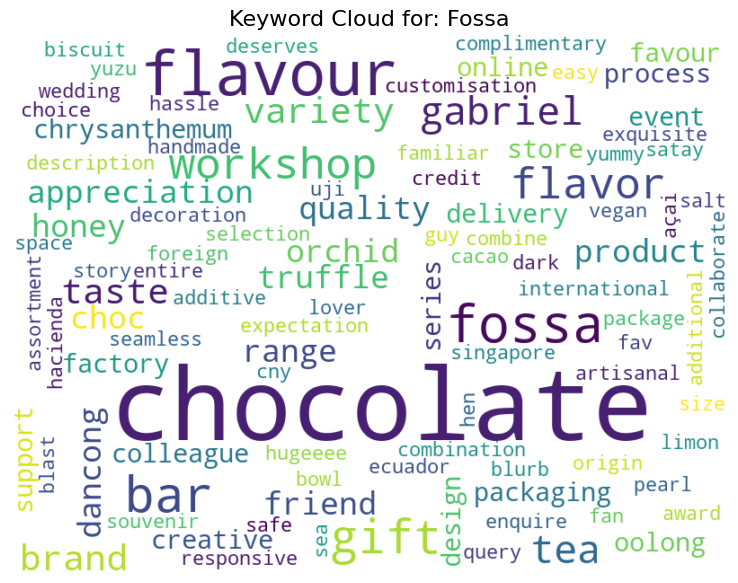 Keyword Cloud for: Fossa
biscuit deserves complimentary
flavour online favour
yuzu easy process
wedding customisation
choice hassle variety gabriel event
chrysanthemum exquisite
handmade workshop familiar store yummy satay
description credit flavor
appreciation uji quality vegan salt
honey decoration delivery açai
space selection guy combine product collaborate
foreign orchid cacao dark
story entire truffle international
assortment hacienda taste additive series additional
choc lover fossa package
seamless expectation fav
factory range singapore
cny artisanal
chocolate hen size
support blast dancong colleague combination limon
hugeeee ecuador blurb origin
bar bowl design packaging pearl
souvenir safe friend enquire fan award
creative sea gift tea oolong
brand responsive query